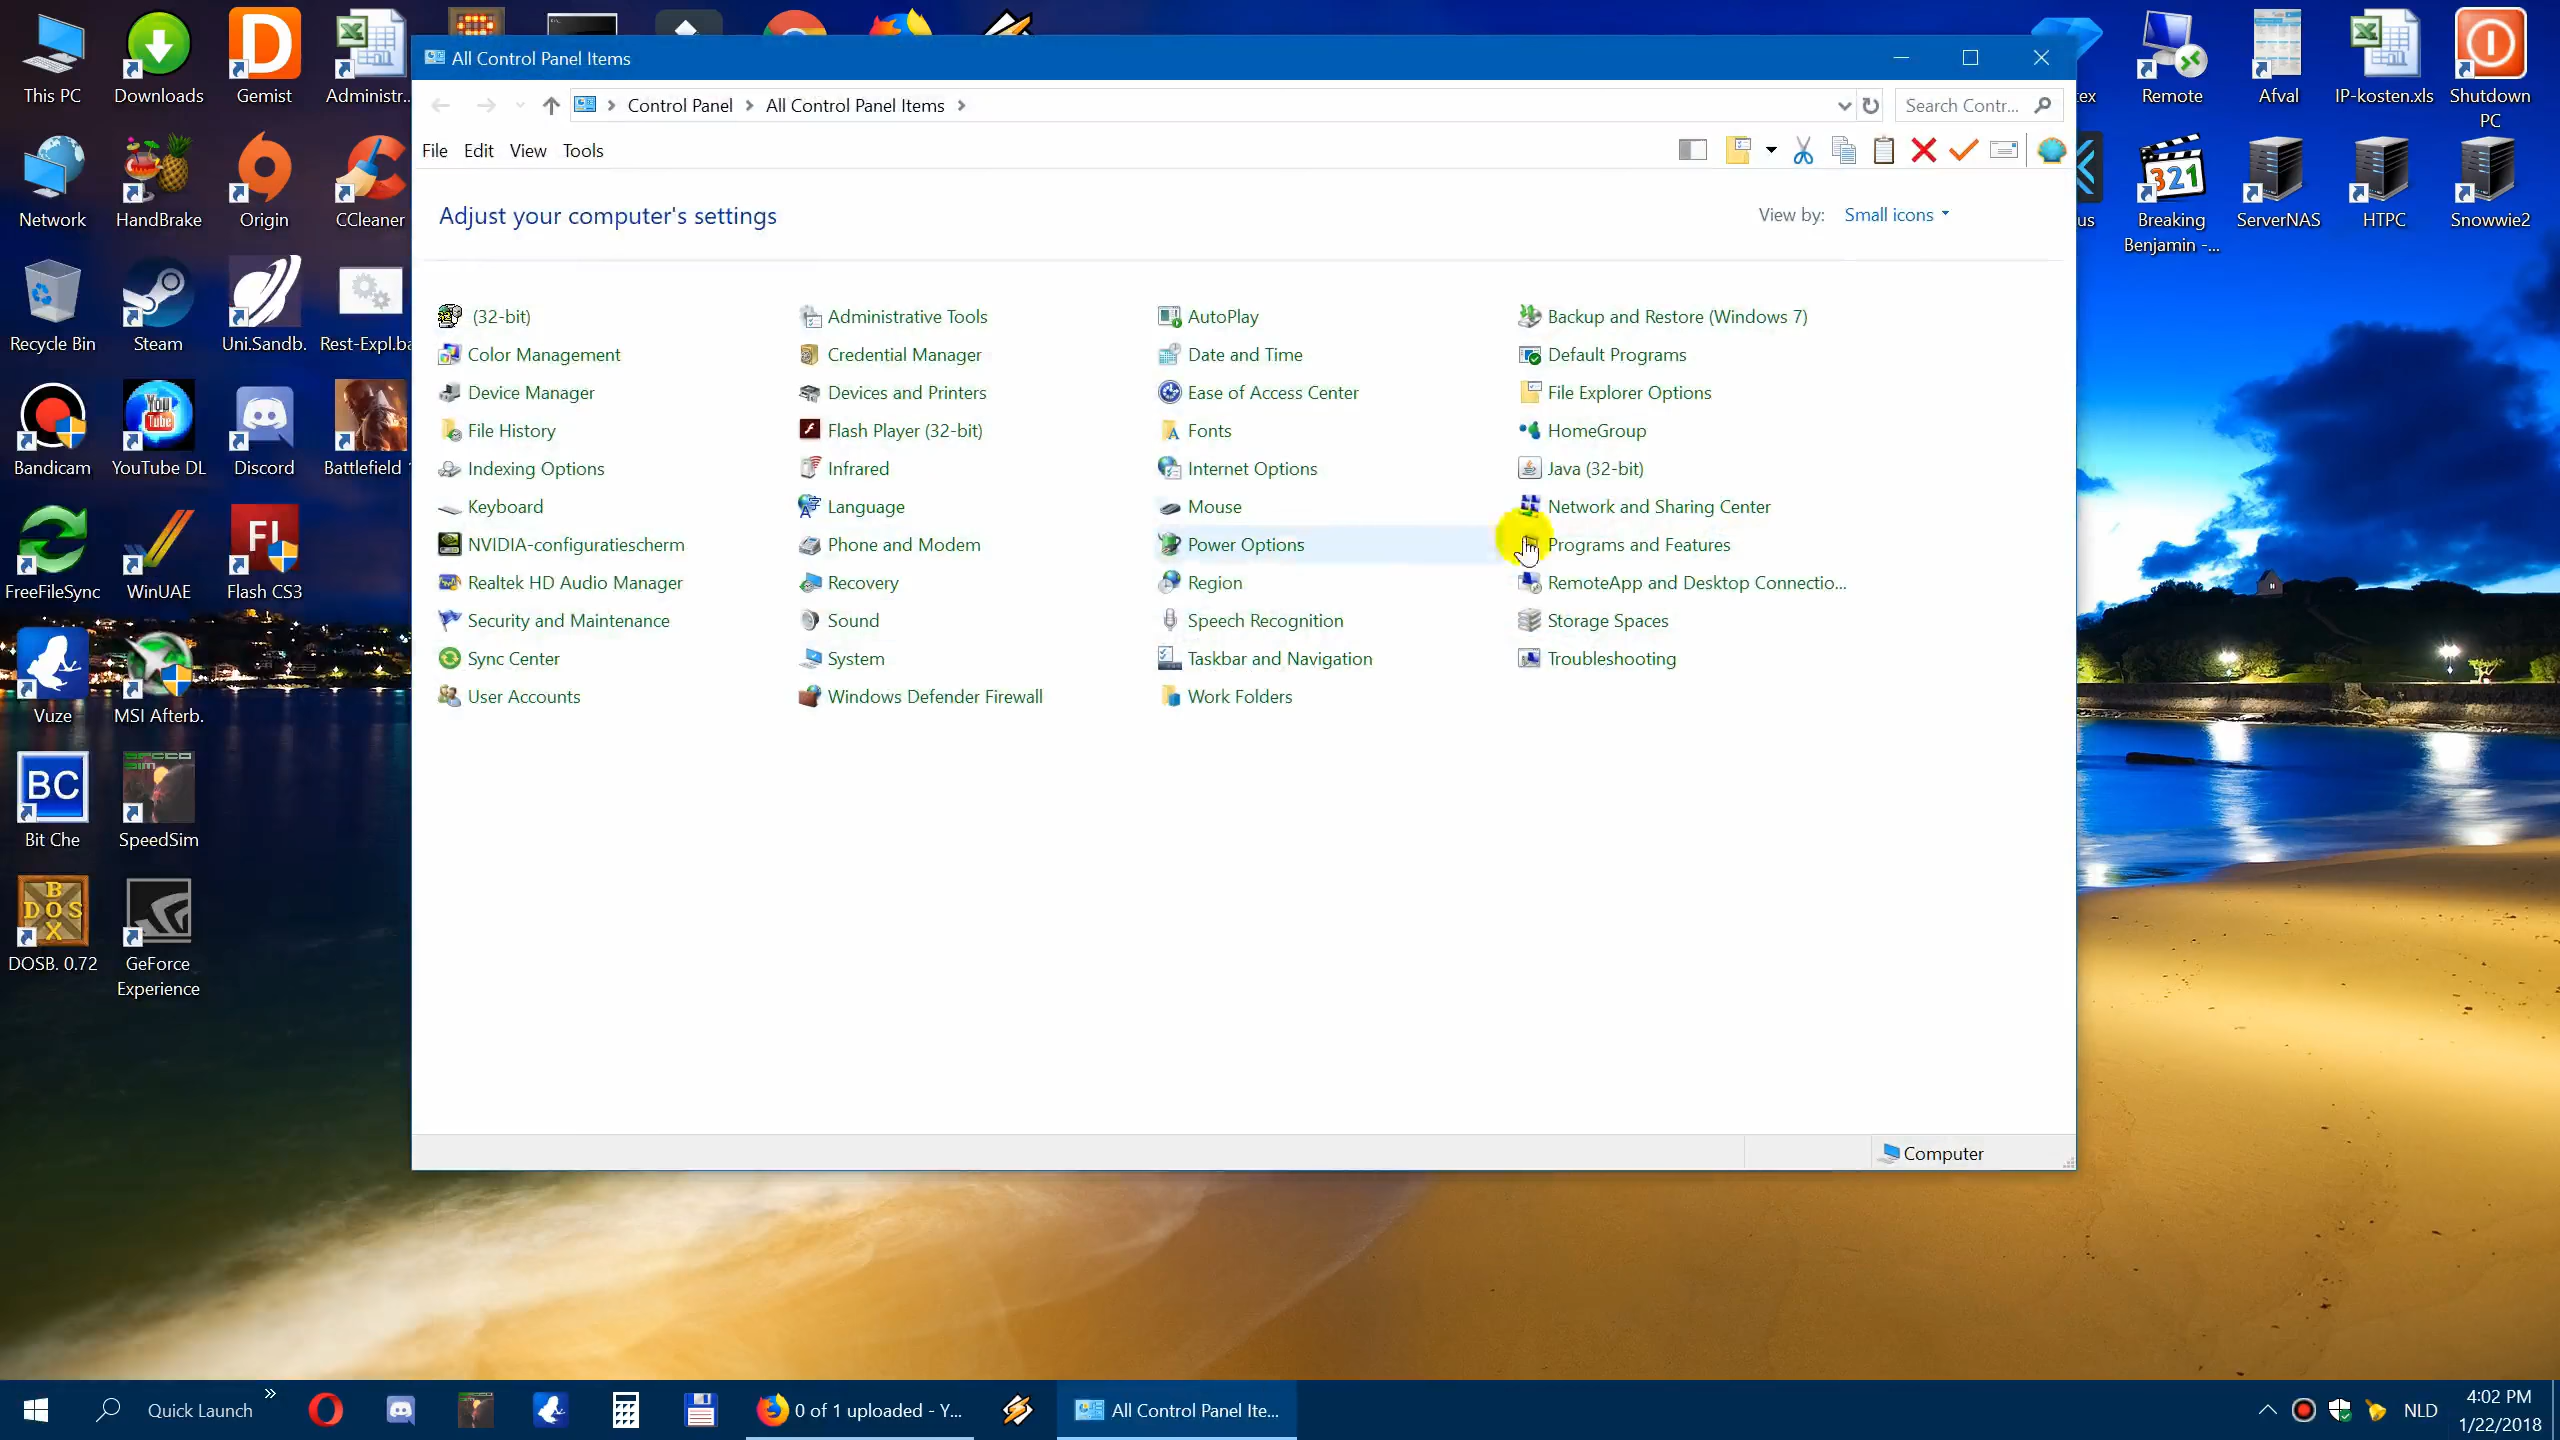 All Control Panel Items
Control Panel
All Control Panel Items
Search Contr...
File
Edit
View
Tools
Adjust your computer's settings
View by:
Small icons
(32-bit)
Administrative Tools
AutoPlay
Backup and Restore (Windows 7)
Color Management
Credential Manager
Date and Time
Default Programs
Device Manager
Devices and Printers
Ease of Access Center
File Explorer Options
File History
Flash Player (32-bit)
Fonts
HomeGroup
Indexing Options
Infrared
Internet Options
Java (32-bit)
Keyboard
Language
Mouse
Network and Sharing Center
NVIDIA-configuratiescherm
Phone and Modem
Power Options
Programs and Features
Realtek HD Audio Manager
Recovery
Region
RemoteApp and Desktop Connectio...
Security and Maintenance
Sound
Speech Recognition
Storage Spaces
Sync Center
System
Taskbar and Navigation
Troubleshooting
User Accounts
Windows Defender Firewall
Work Folders
Computer
This PC
Downloads
D
Gemist
Administr...
Network
HandBrake
Origin
CCleaner
Recycle Bin
Steam
Uni.Sandb.
Rest-Expl.ba
Bandicam
You
Tube
YouTube DL
Discord
Battlefield 1
FreeFileSync
WinUAE
FL
Flash CS3
Vuze
MSI Afterb.
BC
Bit Che
SpeedSim
B
DOS
X
DOSB. 0.72
GeForce
Experience
tex
Remote
Afval
IP-kosten.xls
Shutdown
PC
us
321
Breaking
Benjamin -...
ServerNAS
HTPC
Snowwie2
Quick Launch
0 of 1 uploaded - Y...
All Control Panel Ite...
NLD
4:02 PM
1/22/2018